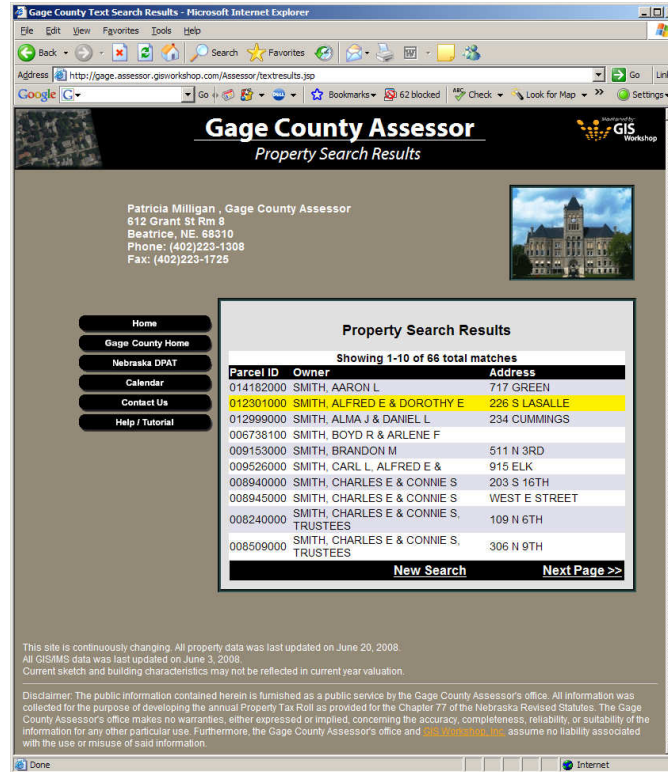 Gage County Text Search Results - Microsoft Internet Explorer
File Edit View Favorites Tools Help
Back Search Favorites
Address http://gage.assessor.gisworkshop.com/Assessor/textresults.jsp Go
Google G Go Bookmarks 62 blocked ABC Check Look for Map >> Settings
Gage County Assessor
Property Search Results
GIS
Workshop
Patricia Milligan , Gage County Assessor
612 Grant St Rm
8
Beatrice, NE. 68310
Phone: (402)223-1308
Fax: (402)223-1725
Home
Gage County Home
Nebraska DPAT
Calendar
Contact Us
Help / Tutorial
Property Search Results
Showing 1-10 of 66 total matches
Parcel ID Owner Address
014182000 SMITH, AARON L 717 GREEN
012301000 SMITH, ALFRED E & DOROTHY E 226 S LASALLE
012999000 SMITH, ALMA J & DANIEL L 234 CUMMINGS
006738100 SMITH, BOYD R & ARLENE F
009153000 SMITH, BRANDON M 511 N 3RD
009526000 SMITH, CARL L, ALFRED E & 915 ELK
008940000 SMITH, CHARLES E & CONNIE S 203 S 16TH
008945000 SMITH, CHARLES E & CONNIE S WEST E STREET
008240000 SMITH, CHARLES E & CONNIE S, TRUSTEES 109 N 6TH
008509000 SMITH, CHARLES E & CONNIE S, TRUSTEES 306 N 9TH
New Search Next Page >>
This site is continuously changing. All property data was last updated on June 20, 2008.
All GIS/IMS data was last updated on June 3, 2008.
Current sketch and building characteristics may not be reflected in current year valuation.
Disclaimer: The public information contained herein is furnished as a public service by the Gage County Assessor's office. All information was
collected for the purpose of developing the annual Property Tax Roll as provided for the Chapter 77 of the Nebraska Revised Statutes. The Gage
County Assessor's office makes no warranties, either expressed or implied, concerning the accuracy, completeness, reliability, or suitability of the
information for any other particular use. Furthermore, the Gage County Assessor's office and GIS Workshop, Inc. assume no liability associated
with the use or misuse of said information.
Done Internet